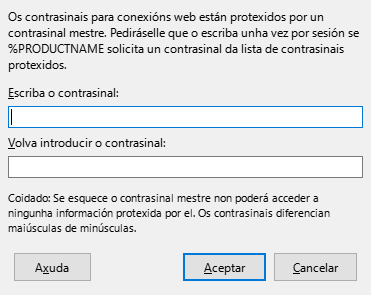 Os contrasinais para conexións web están protexidos por un
contrasinal mestre. Pediráselle que o escriba unha vez por sesión se
%PRODUCTNAME solicita un contrasinal da lista de contrasinais
protexidos.
Escriba o contrasinal:
Volva introducir o contrasinal:
Coidado: Se esquece o contrasinal mestre non poderá acceder a
ningunha información protexida por el. Os contrasinais diferencian
maiúsculas de minúsculas.
Axuda
Aceptar
Cancelar